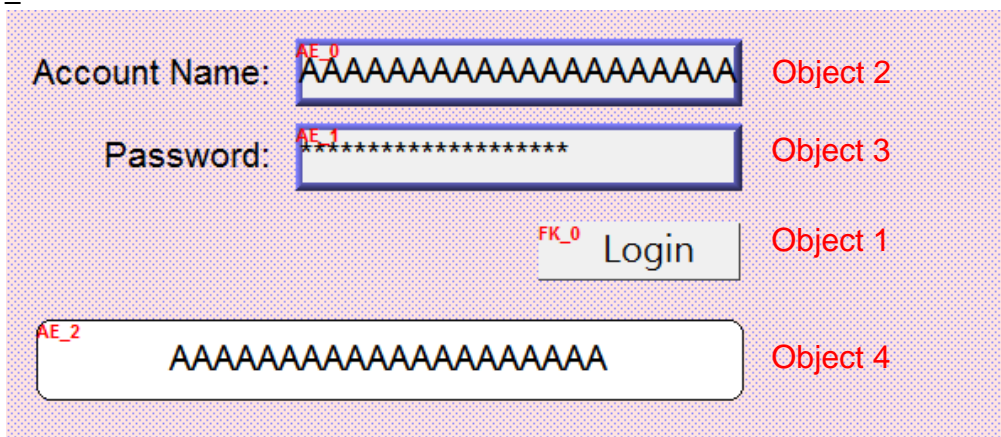 AE_0
Account Name: AAAAAAAAAAAAAAAAAAAA Object 2
AE_1
Password: ******************** Object 3
FK_0 Login Object 1
AE_2
AAAAAAAAAAAAAAAAAAAA Object 4